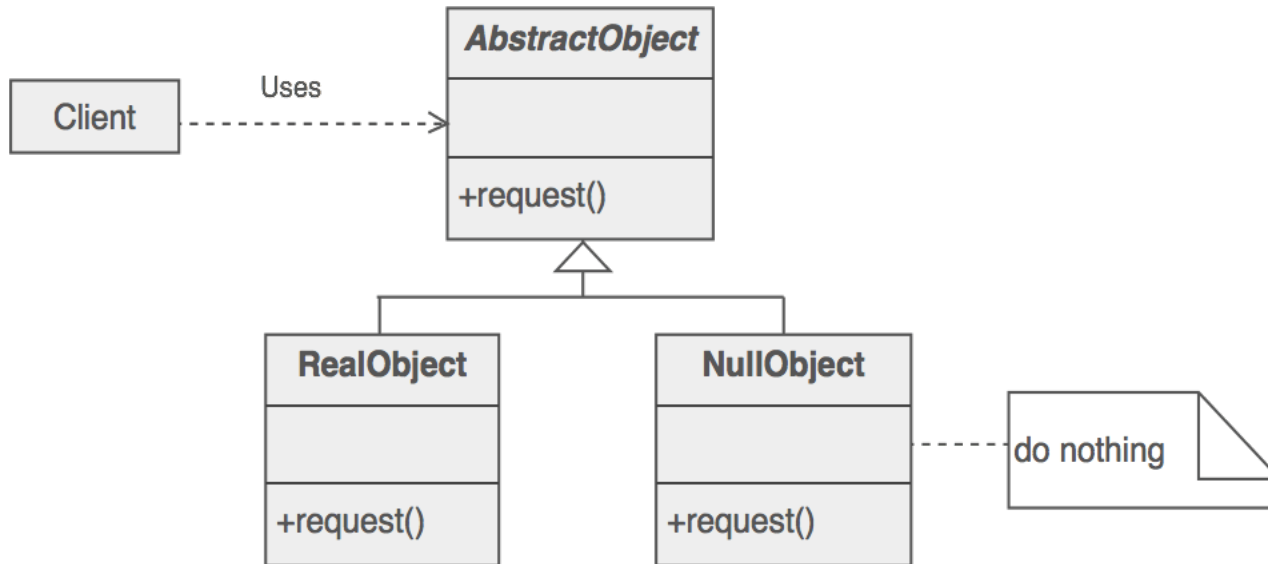 AbstractObject
Uses
Client
+request()
RealObject
NullObject
do nothing
+request()
+request()